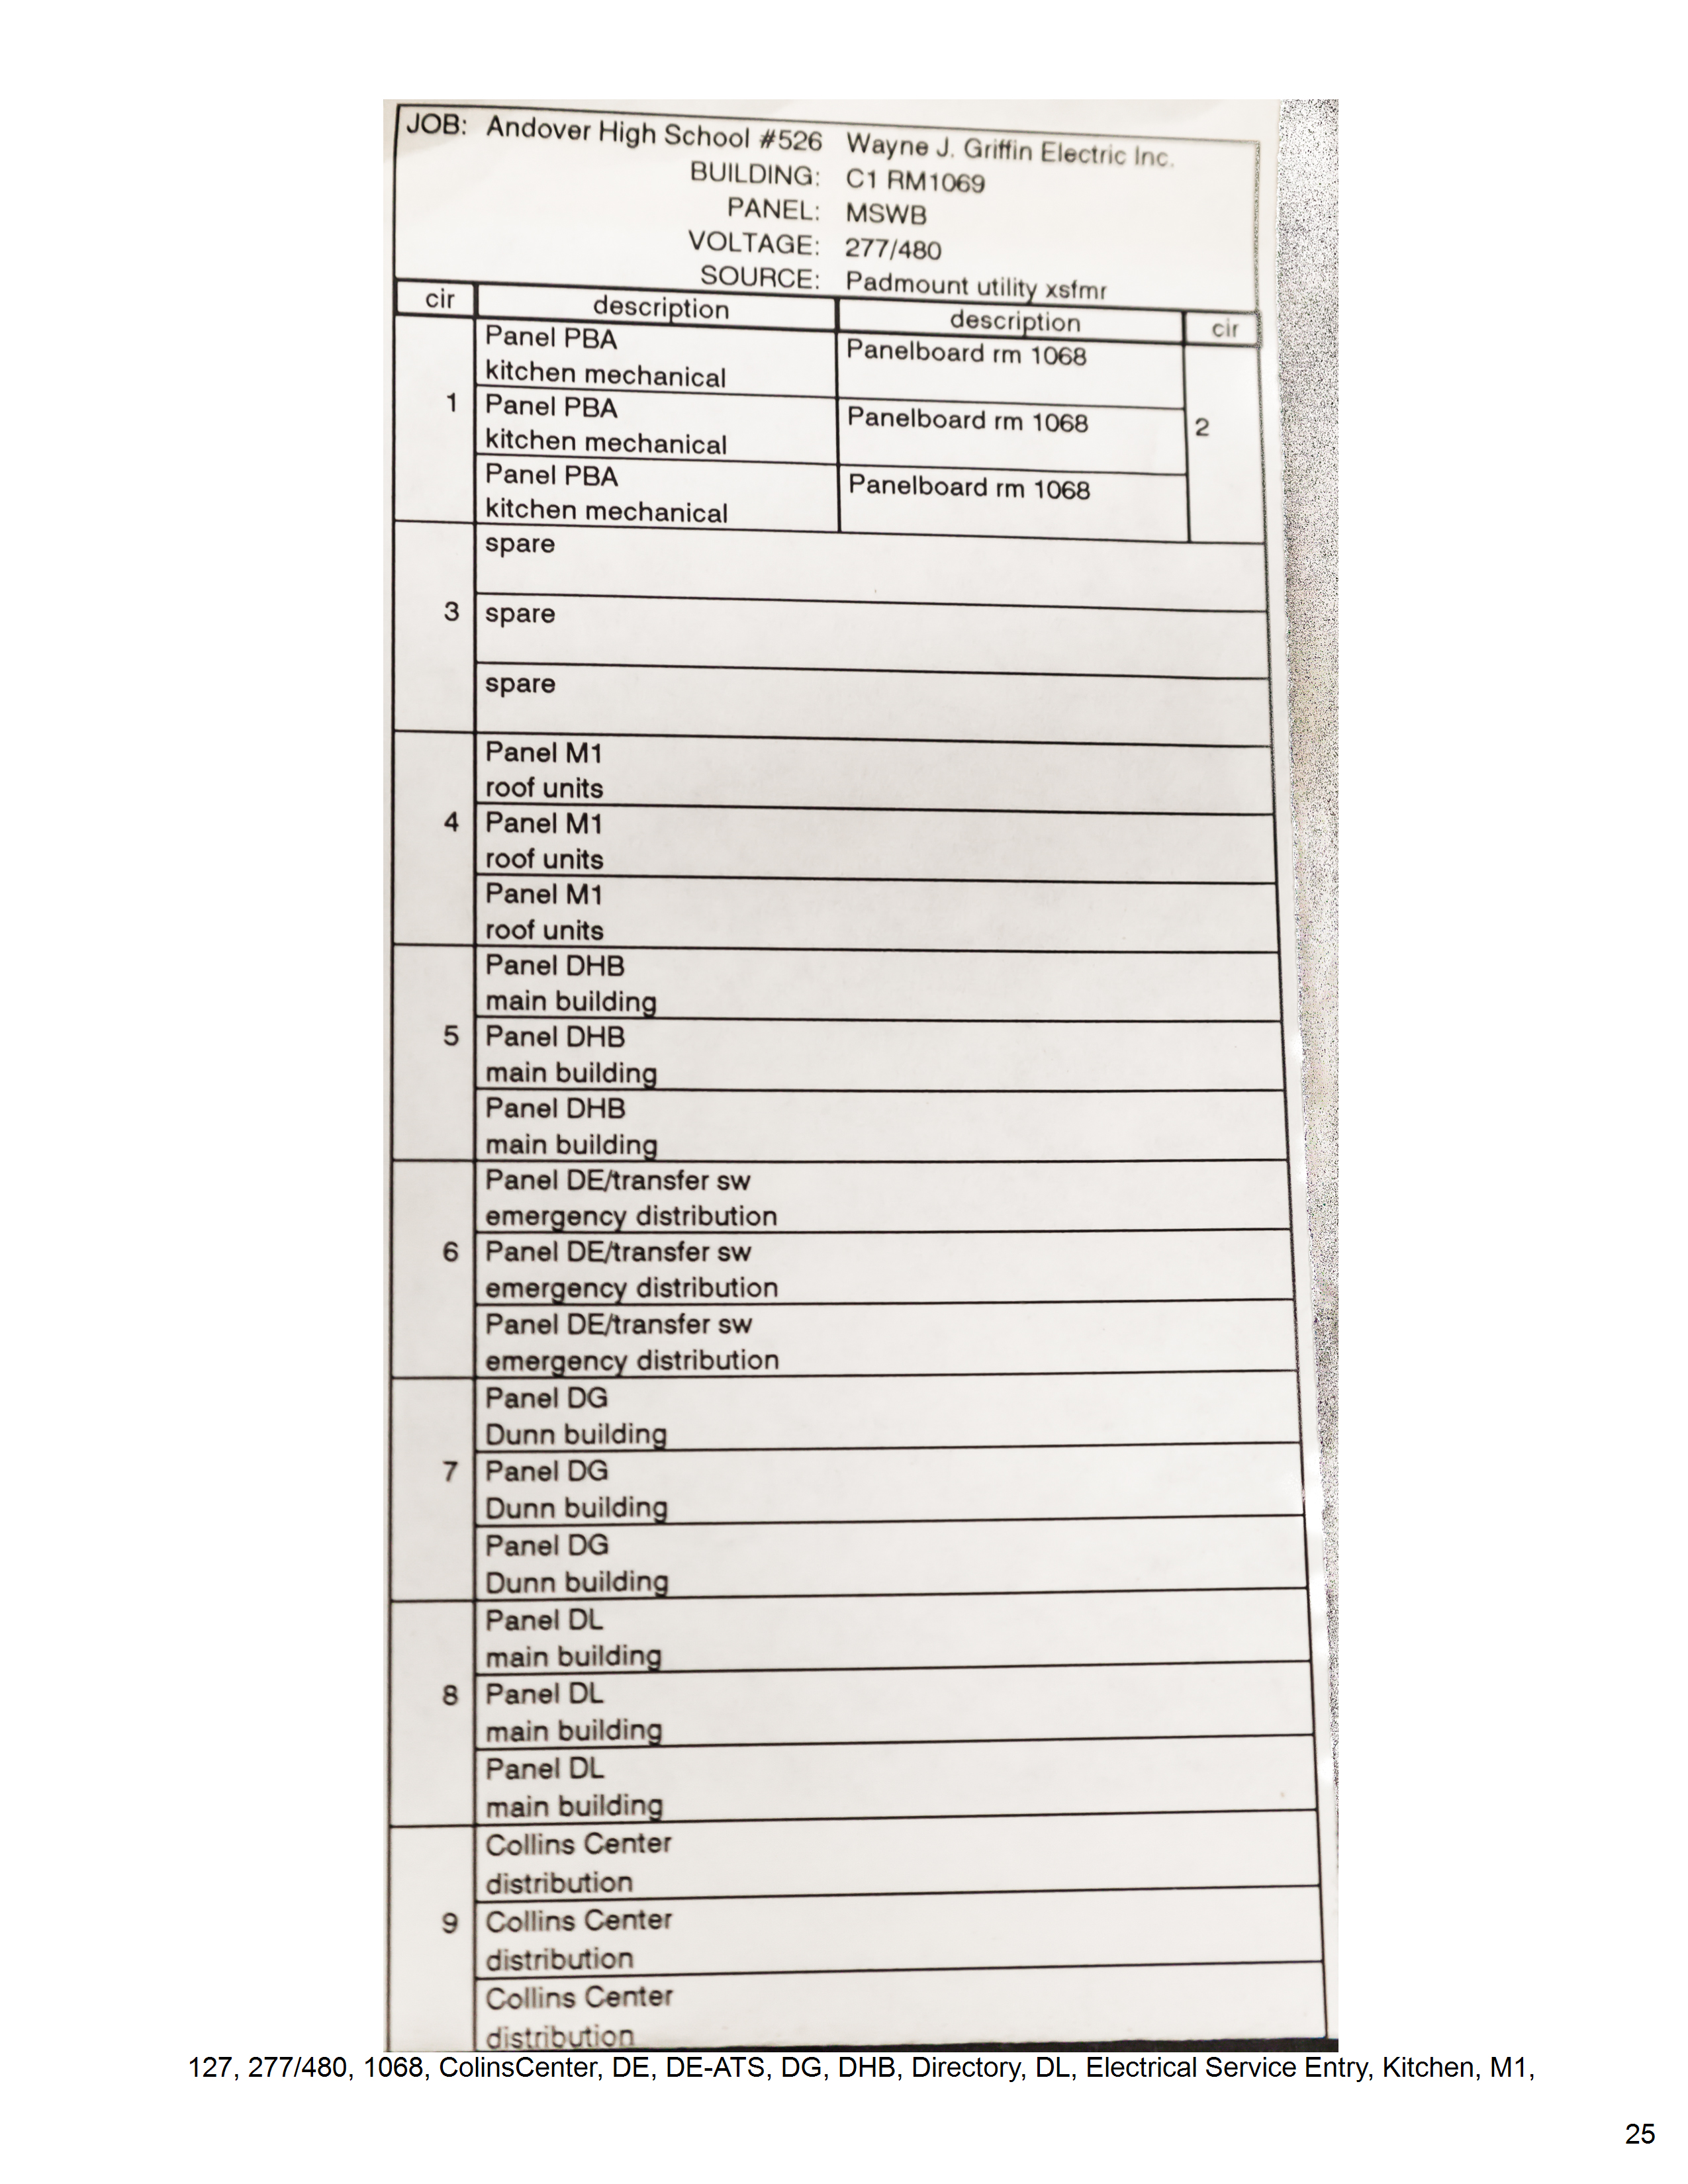 JOB: Andover High School #526 Wayne J. Griffin Electric Inc.
BUILDING: C1 RM1069
PANEL: MSWB
VOLTAGE: 277/480
SOURCE: Padmount utility xsfmr
cir description description cir
Panel PBA Panelboard rm 1068
kitchen mechanical
1 Panel PBA Panelboard rm 1068 2
kitchen mechanical
Panel PBA Panelboard rm 1068
kitchen mechanical
spare
3 spare
spare
Panel M1
roof units
4 Panel M1
roof units
Panel M1
roof units
Panel DHB
main building
5 Panel DHB
main building
Panel DHB
main building
Panel DE/transfer sw
emergency distribution
6 Panel DE/transfer sw
emergency distribution
Panel DE/transfer sw
emergency distribution
Panel DG
Dunn building
7 Panel DG
Dunn building
Panel DG
Dunn building
Panel DL
main building
8 Panel DL
main building
Panel DL
main building
Collins Center
distribution
9 Collins Center
distribution
Collins Center
distribution
127, 277/480, 1068, ColinsCenter, DE, DE-ATS, DG, DHB, Directory, DL, Electrical Service Entry, Kitchen, M1,
25